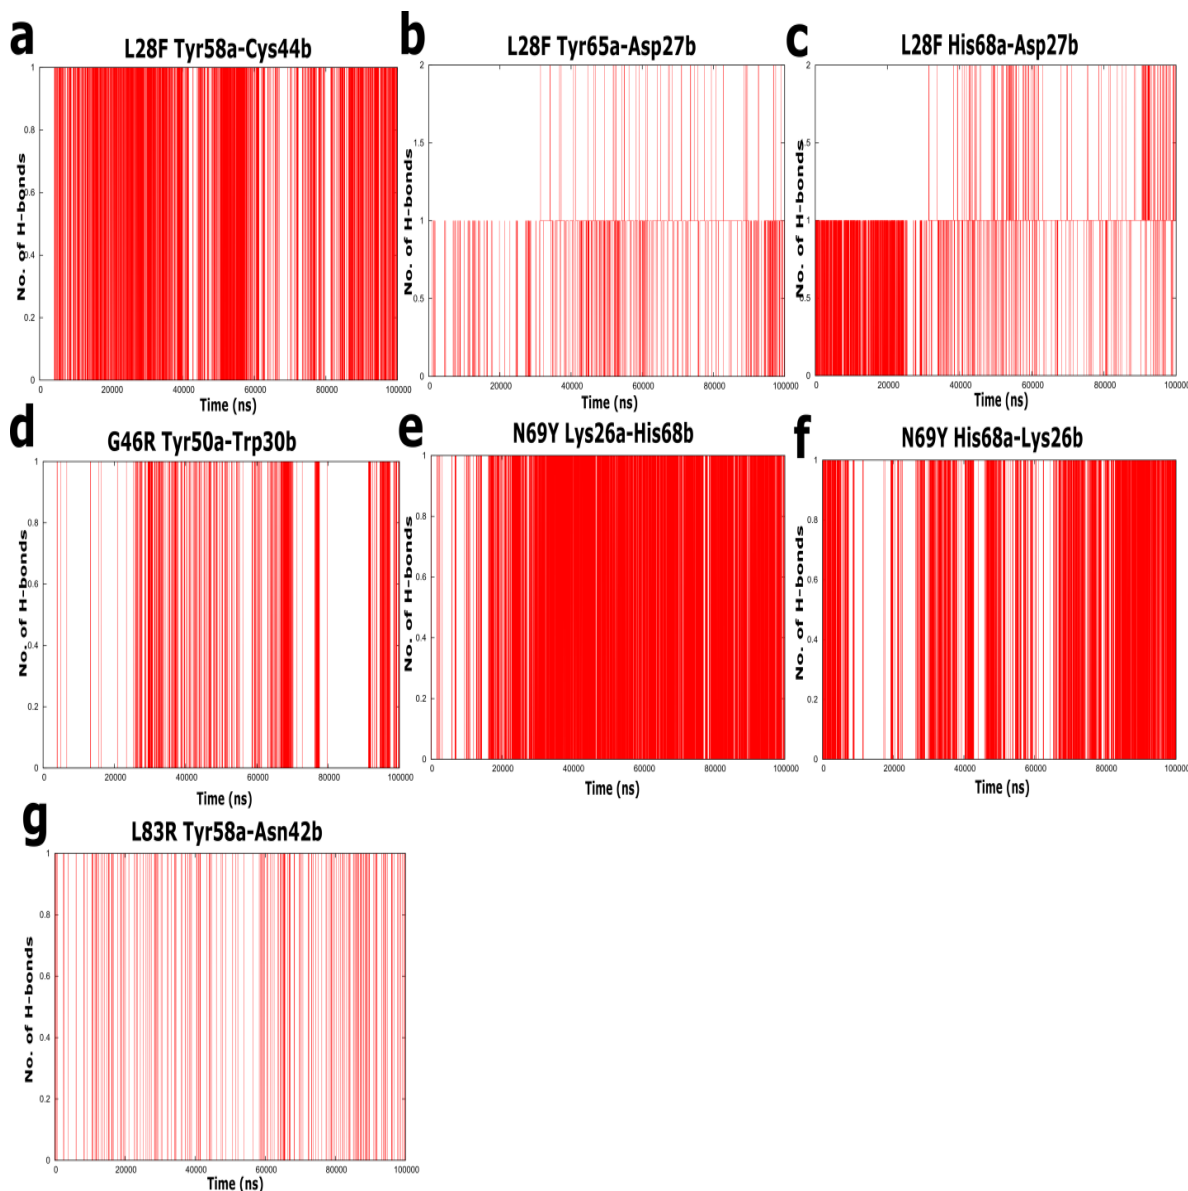 a
L28F Tyr58a-Cys44b
No. of H-bonds
1
0.8
0.6
0.4
0.2
0
0 20000 40000 60000 80000 100000
Time (ns)
b
L28F Tyr65a-Asp27b
No. of H-bonds
2
1.5
1
0.5
0
0 20000 40000 60000 80000 100000
Time (ns)
c
L28F His68a-Asp27b
No. of H-bonds
2
1.5
1
0.5
0
0 20000 40000 60000 80000 100000
Time (ns)
d
G46R Tyr50a-Trp30b
No. of H-bonds
1
0.8
0.6
0.4
0.2
0
0 20000 40000 60000 80000 100000
Time (ns)
e
N69Y Lys26a-His68b
No. of H-bonds
1
0.8
0.6
0.4
0.2
0
0 20000 40000 60000 80000 100000
Time (ns)
f
N69Y His68a-Lys26b
No. of H-bonds
1
0.8
0.6
0.4
0.2
0
0 20000 40000 60000 80000 100000
Time (ns)
g
L83R Tyr58a-Asn42b
No. of H-bonds
1
0.8
0.6
0.4
0.2
0
0 20000 40000 60000 80000 100000
Time (ns)